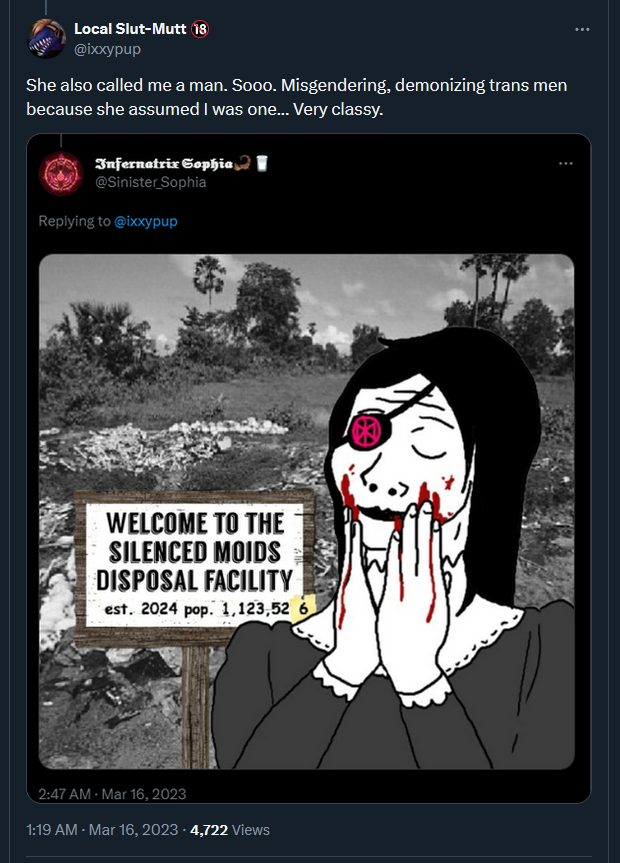 Local Slut-Mutt 🔞
@ixxypup
She also called me a man. Sooo. Misgendering, demonizing trans men
because she assumed I was one... Very classy.
𝕴𝖓𝖋𝖊𝖗𝖓𝖆𝖙𝖗𝖎𝖝 𝕾𝖔𝖕𝖍𝖎𝖆🦂🥛
@Sinister_Sophia
Replying to @ixxypup
WELCOME TO THE
SILENCED MOIDS
DISPOSAL FACILITY
est. 2024 pop. 1,123,52 6
2:47 AM · Mar 16, 2023
1:19 AM · Mar 16, 2023 · 4,722 Views